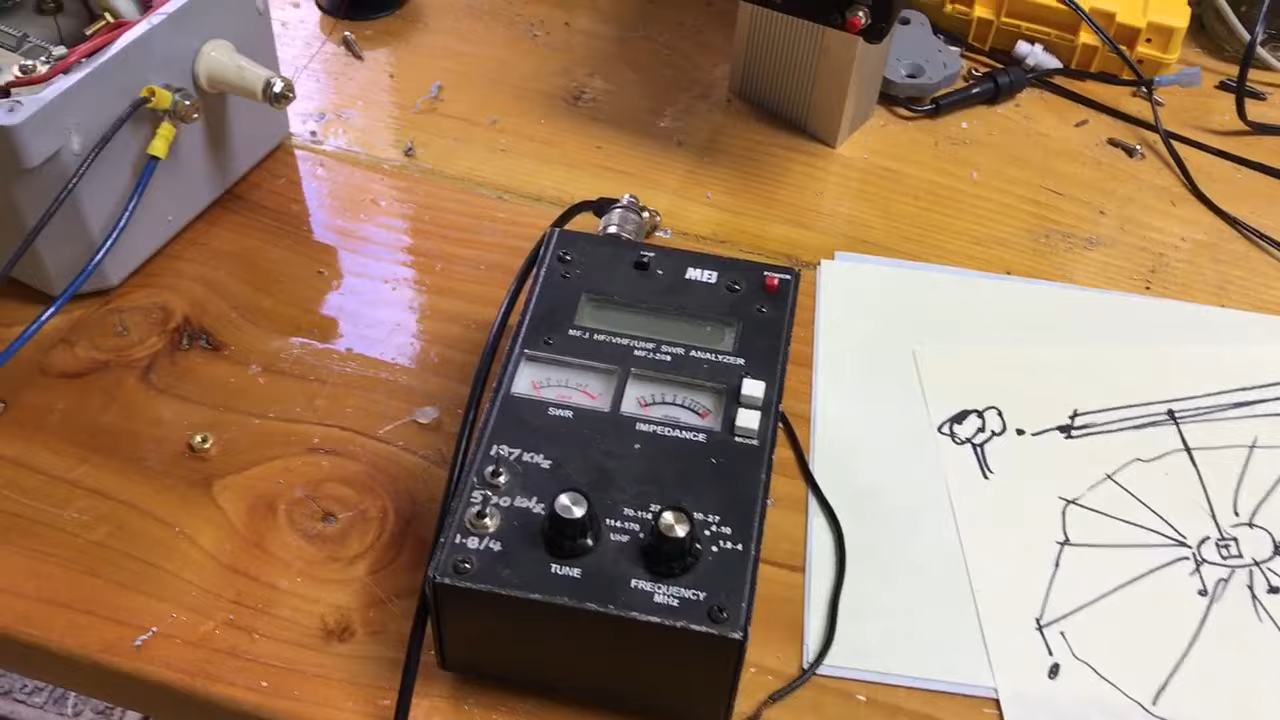 MFJ
POWER
MFJ HF/VHF/UHF SWR ANALYZER
MFJ-269
SWR
IMPEDANCE
MODE
137 KHz
500 KHz
1.8/4
27
70-114
114-170
UHF
10-27
4-10
1.8-4
TUNE
FREQUENCY
MHz
T